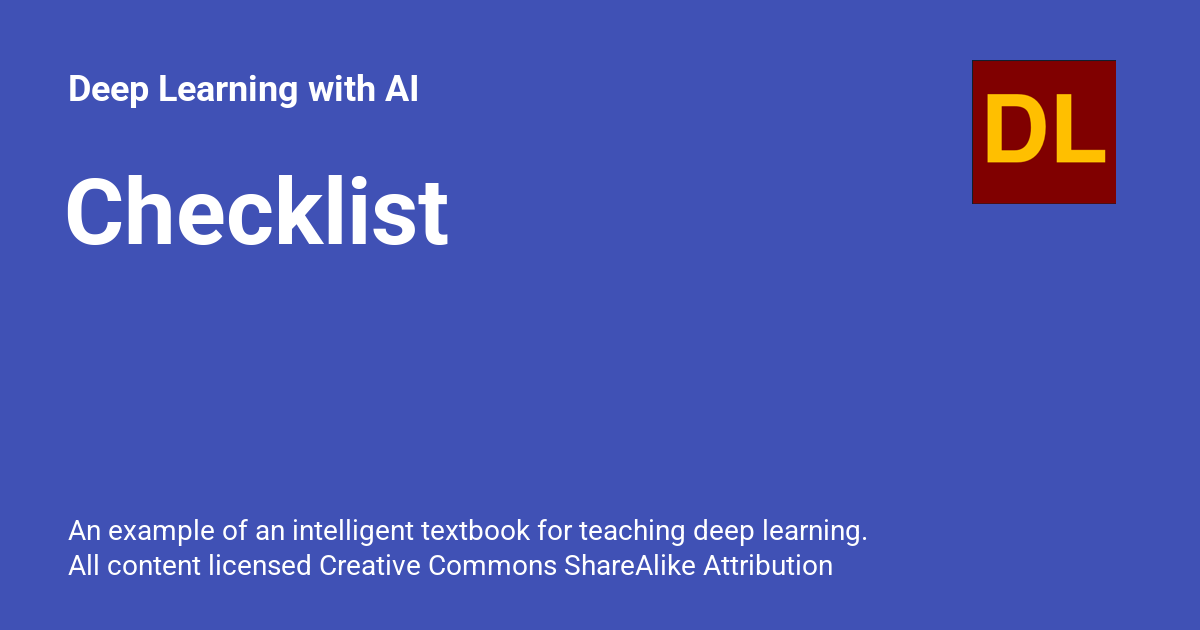 Deep Learning with AI
DL
Checklist
An example of an intelligent textbook for teaching deep learning.
All content licensed Creative Commons ShareAlike Attribution